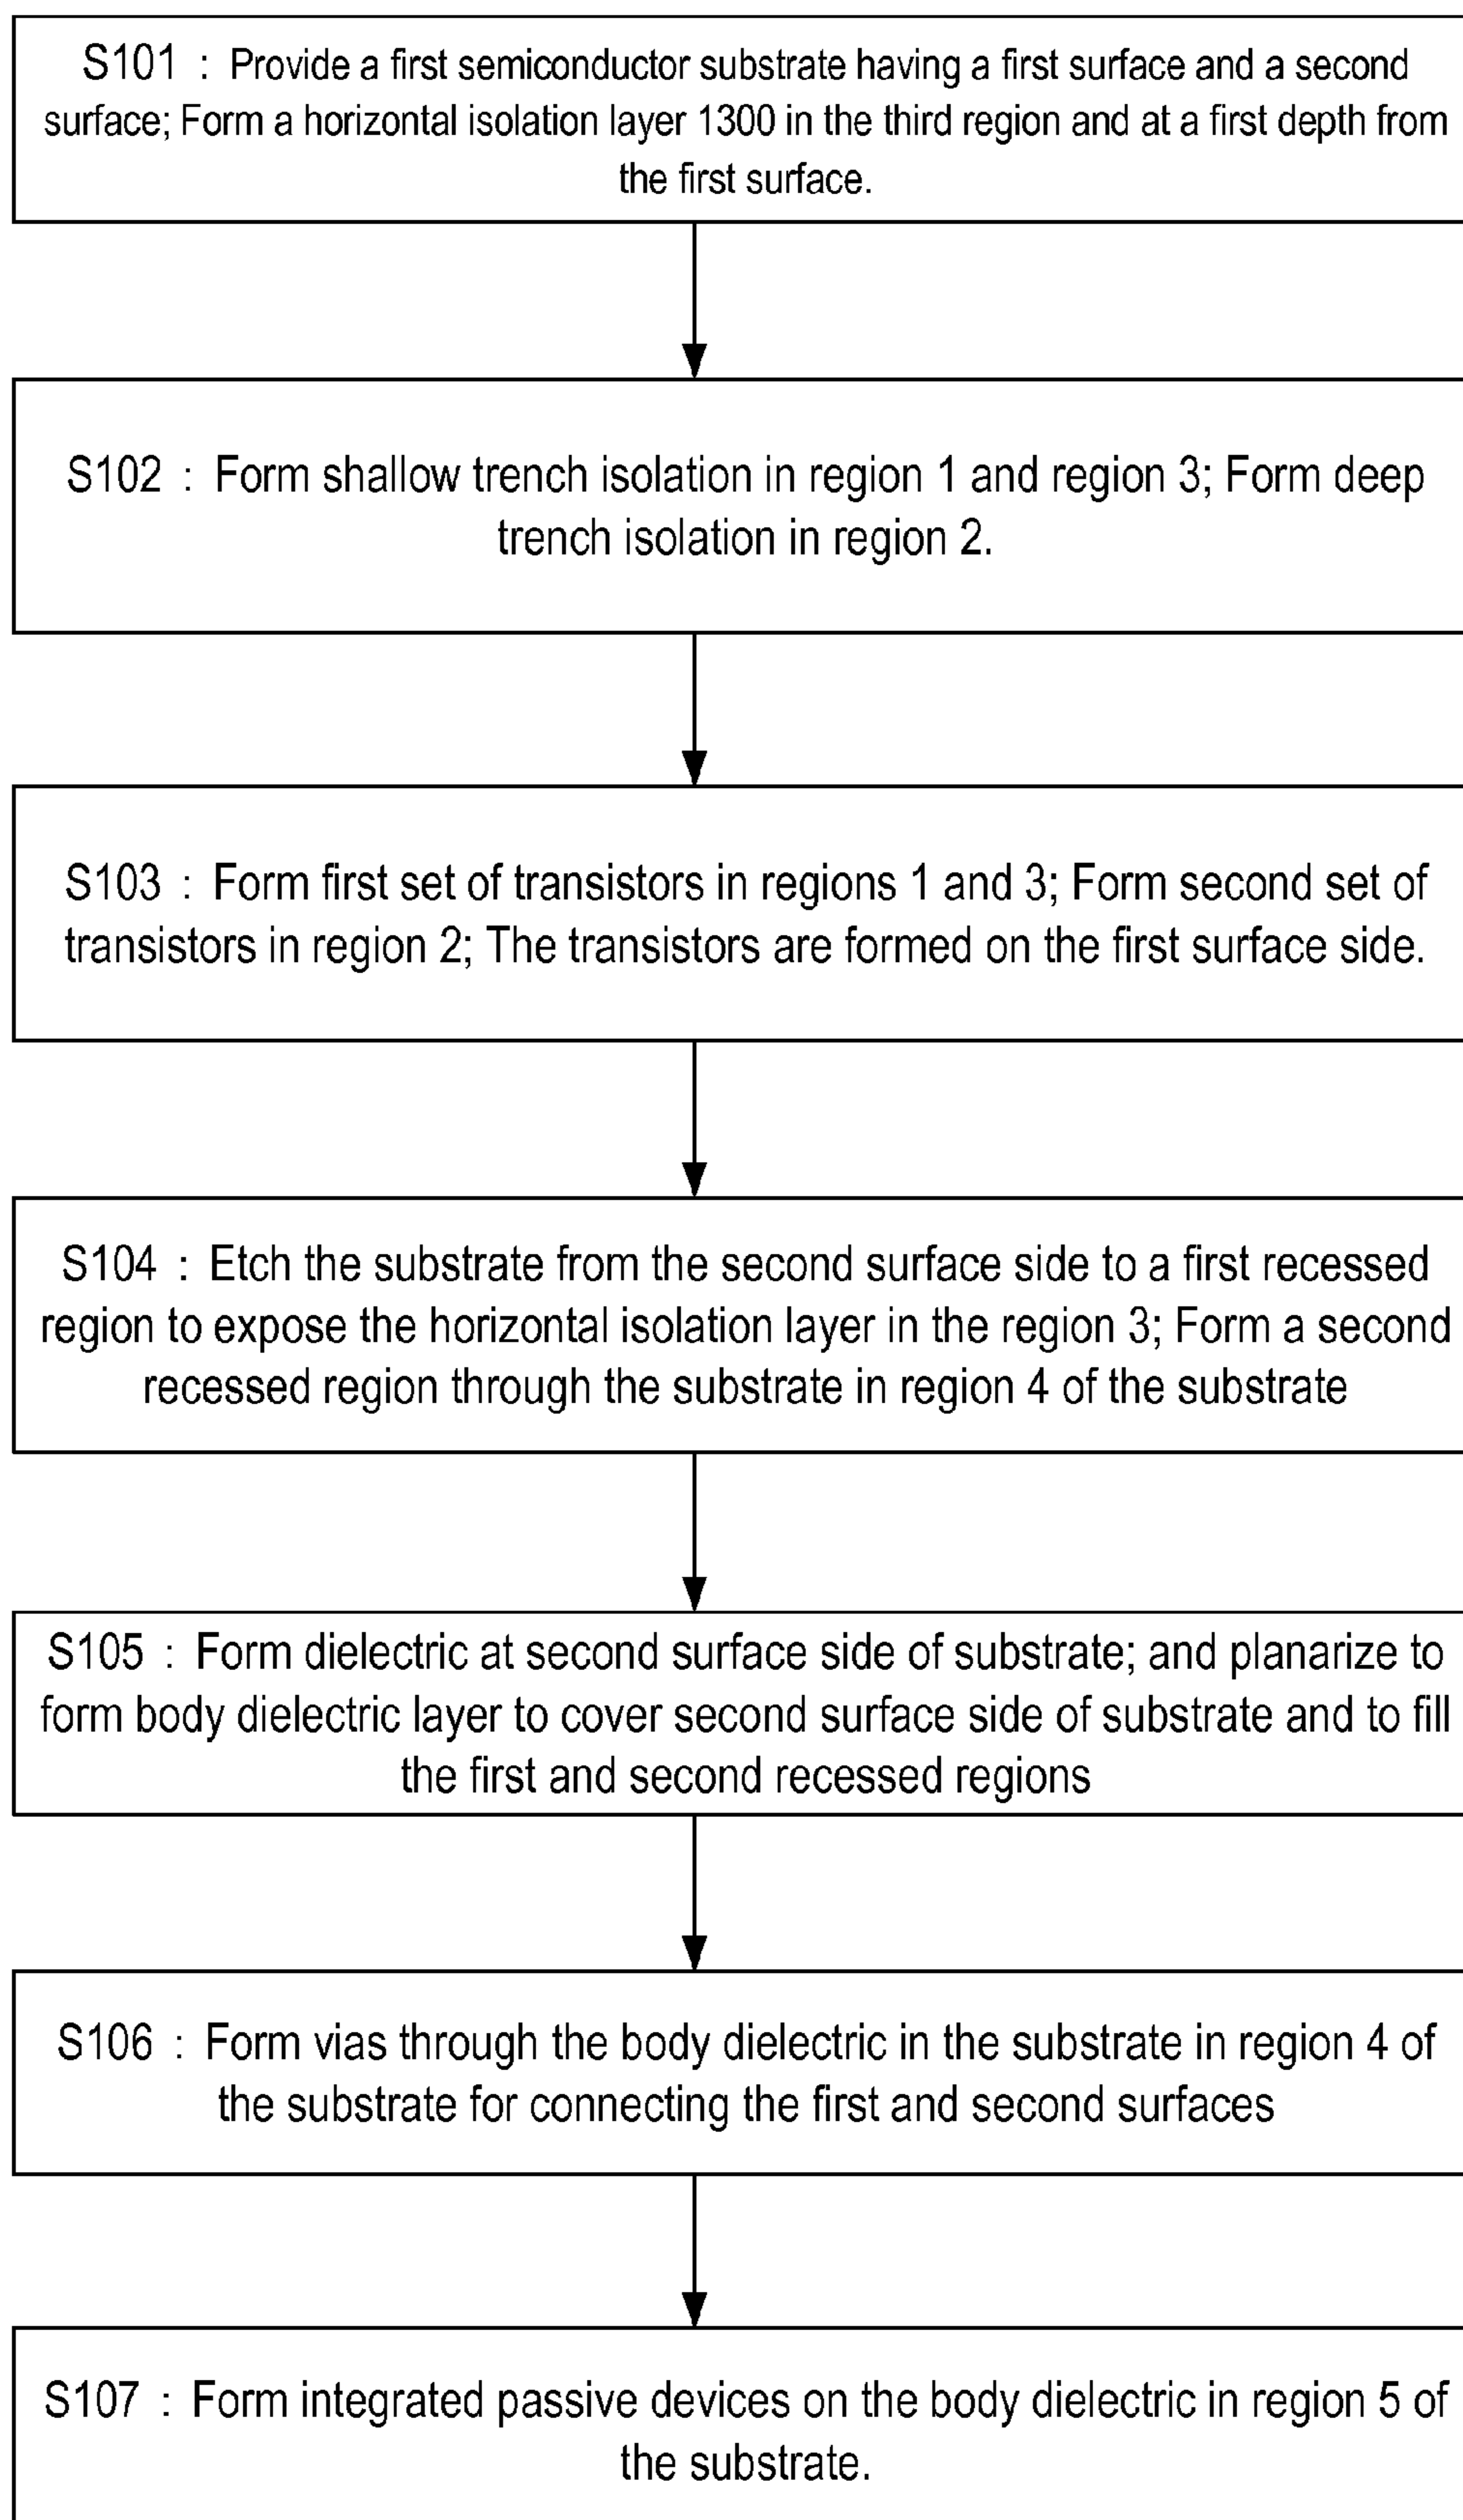 S101 : Provide a first semiconductor substrate having a first surface and a second
surface; Form a horizontal isolation layer 1300 in the third region and at a first depth from
the first surface.
S102 : Form shallow trench isolation in region 1 and region 3; Form deep
trench isolation in region 2.
S103 : Form first set of transistors in regions 1 and 3; Form second set of
transistors in region 2; The transistors are formed on the first surface side.
S104 : Etch the substrate from the second surface side to a first recessed
region to expose the horizontal isolation layer in the region 3; Form a second
recessed region through the substrate in region 4 of the substrate
S105 : Form dielectric at second surface side of substrate; and planarize to
form body dielectric layer to cover second surface side of substrate and to fill
the first and second recessed regions
S106 : Form vias through the body dielectric in the substrate in region 4 of
the substrate for connecting the first and second surfaces
S107 : Form integrated passive devices on the body dielectric in region 5 of
the substrate.